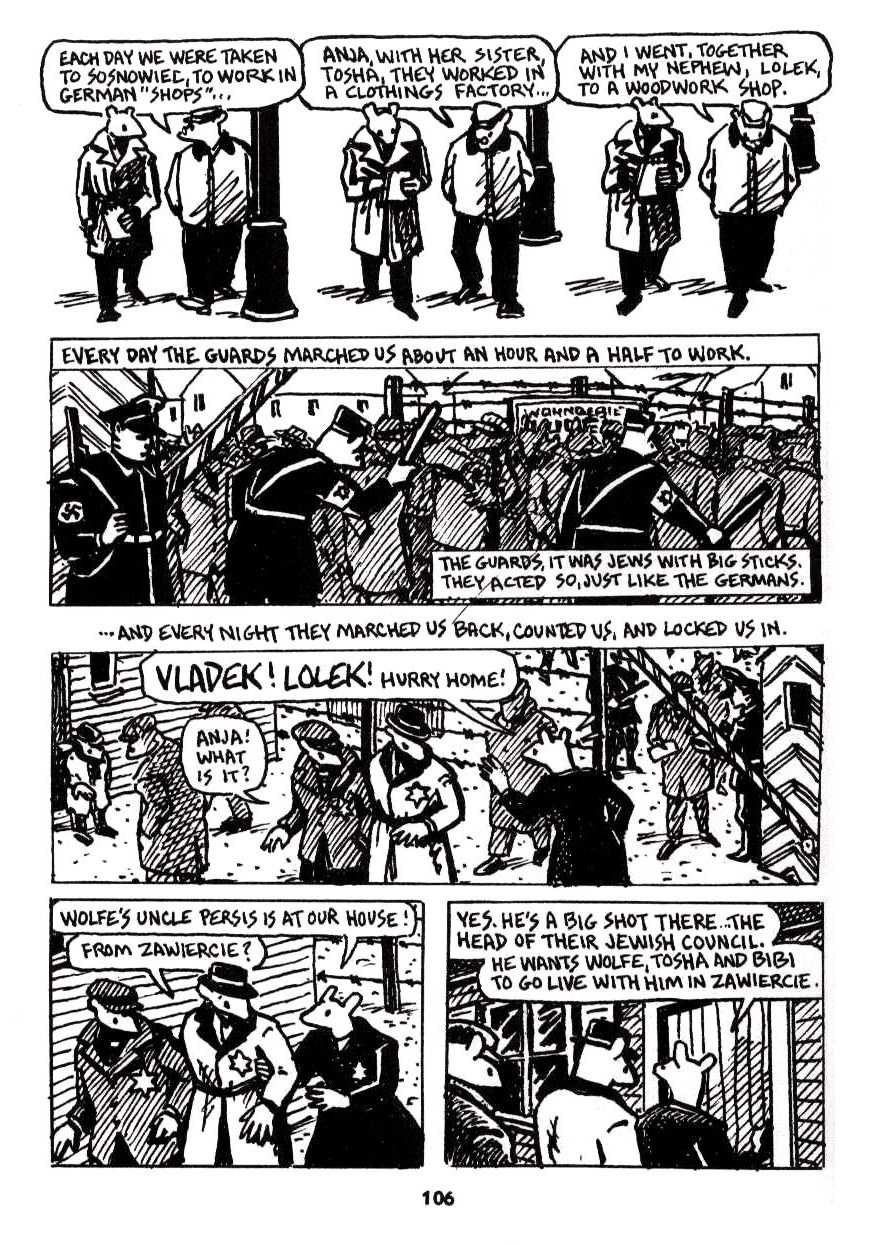 EACH DAY WE WERE TAKEN
TO SOSNOWIEC, TO WORK IN
GERMAN "SHOPS"...
ANJA, WITH HER SISTER,
TOSHA, THEY WORKED IN
A CLOTHINGS FACTORY...
AND I WENT, TOGETHER
WITH MY NEPHEW, LOLEK,
TO A WOODWORK SHOP.
EVERY DAY THE GUARDS MARCHED US ABOUT AN HOUR AND A HALF TO WORK.
THE GUARDS, IT WAS JEWS WITH BIG STICKS.
THEY ACTED SO, JUST LIKE THE GERMANS.
...AND EVERY NIGHT THEY MARCHED US BACK, COUNTED US, AND LOCKED US IN.
VLADEK! LOLEK! HURRY HOME!
ANJA!
WHAT
IS IT?
WOLFE'S UNCLE PERSIS IS AT OUR HOUSE!
FROM ZAWIERCIE?
YES. HE'S A BIG SHOT THERE...THE
HEAD OF THEIR JEWISH COUNCIL.
HE WANTS WOLFE, TOSHA AND BIBI
TO GO LIVE WITH HIM IN ZAWIERCIE.
106